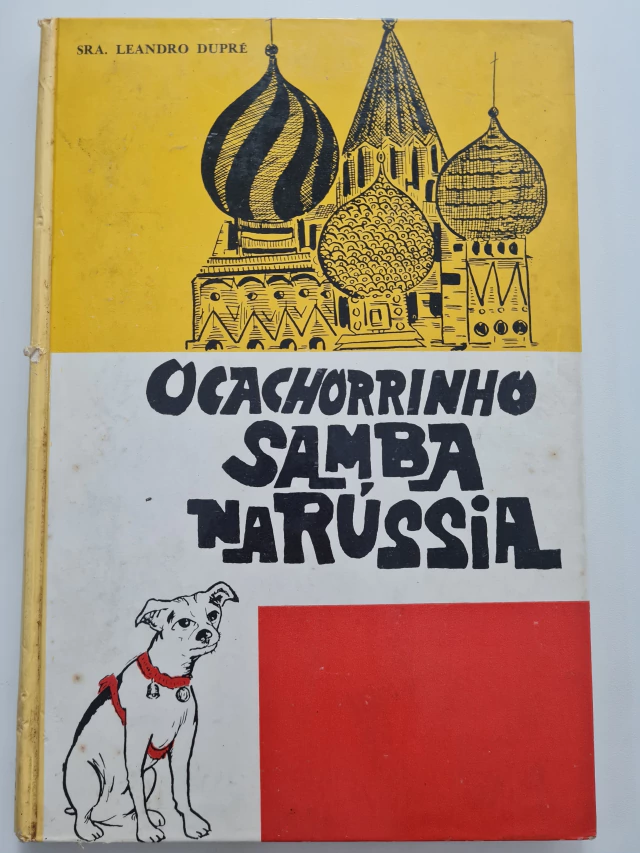 SRA. LEANDRO DUPRÉ
O CACHORRINHO
SAMBA
NA RÚSSIA